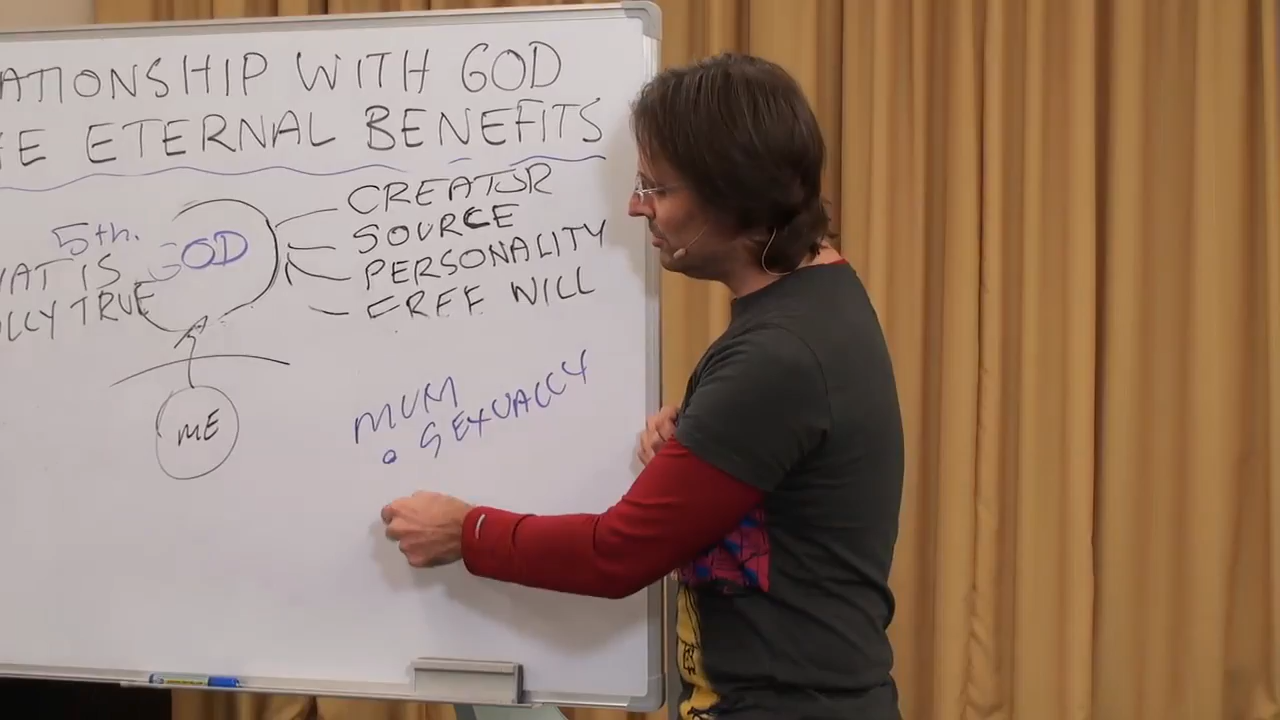 ATIONSHIP WITH GOD
E ETERNAL BENEFITS
5th.
GOD
CREATOR
SOURCE
PERSONALITY
FREE WILL
AT IS
LLY TRUE
ME
MUM
• SEXUALLY